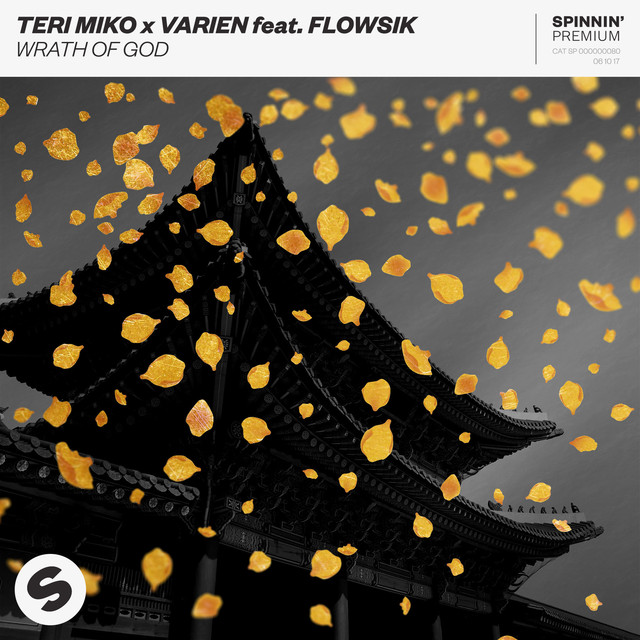 TERI MIKO x VARIEN feat. FLOWSIK
WRATH OF GOD
SPINNIN'
PREMIUM
CAT SP 000000080
06 10 17